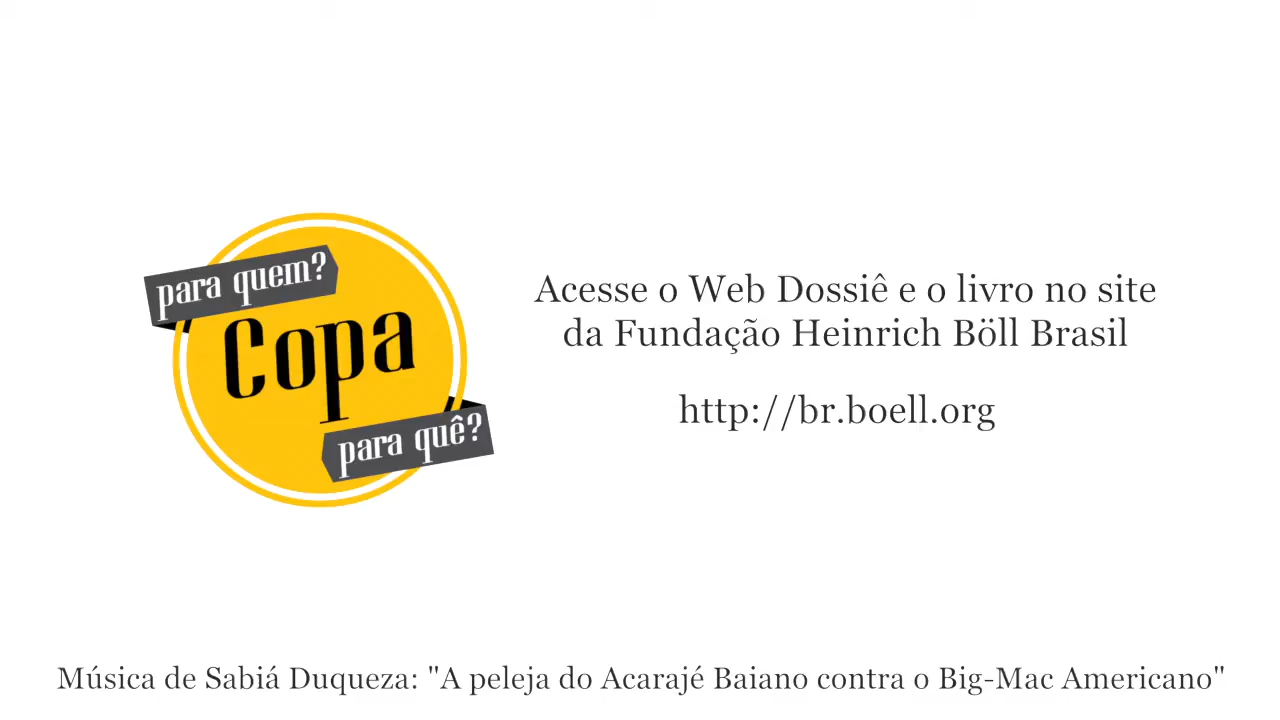 para quem?
Copa
para quê?
Acesse o Web Dossiê e o livro no site
da Fundação Heinrich Böll Brasil
http://br.boell.org
Música de Sabiá Duqueza: "A peleja do Acarajé Baiano contra o Big-Mac Americano"